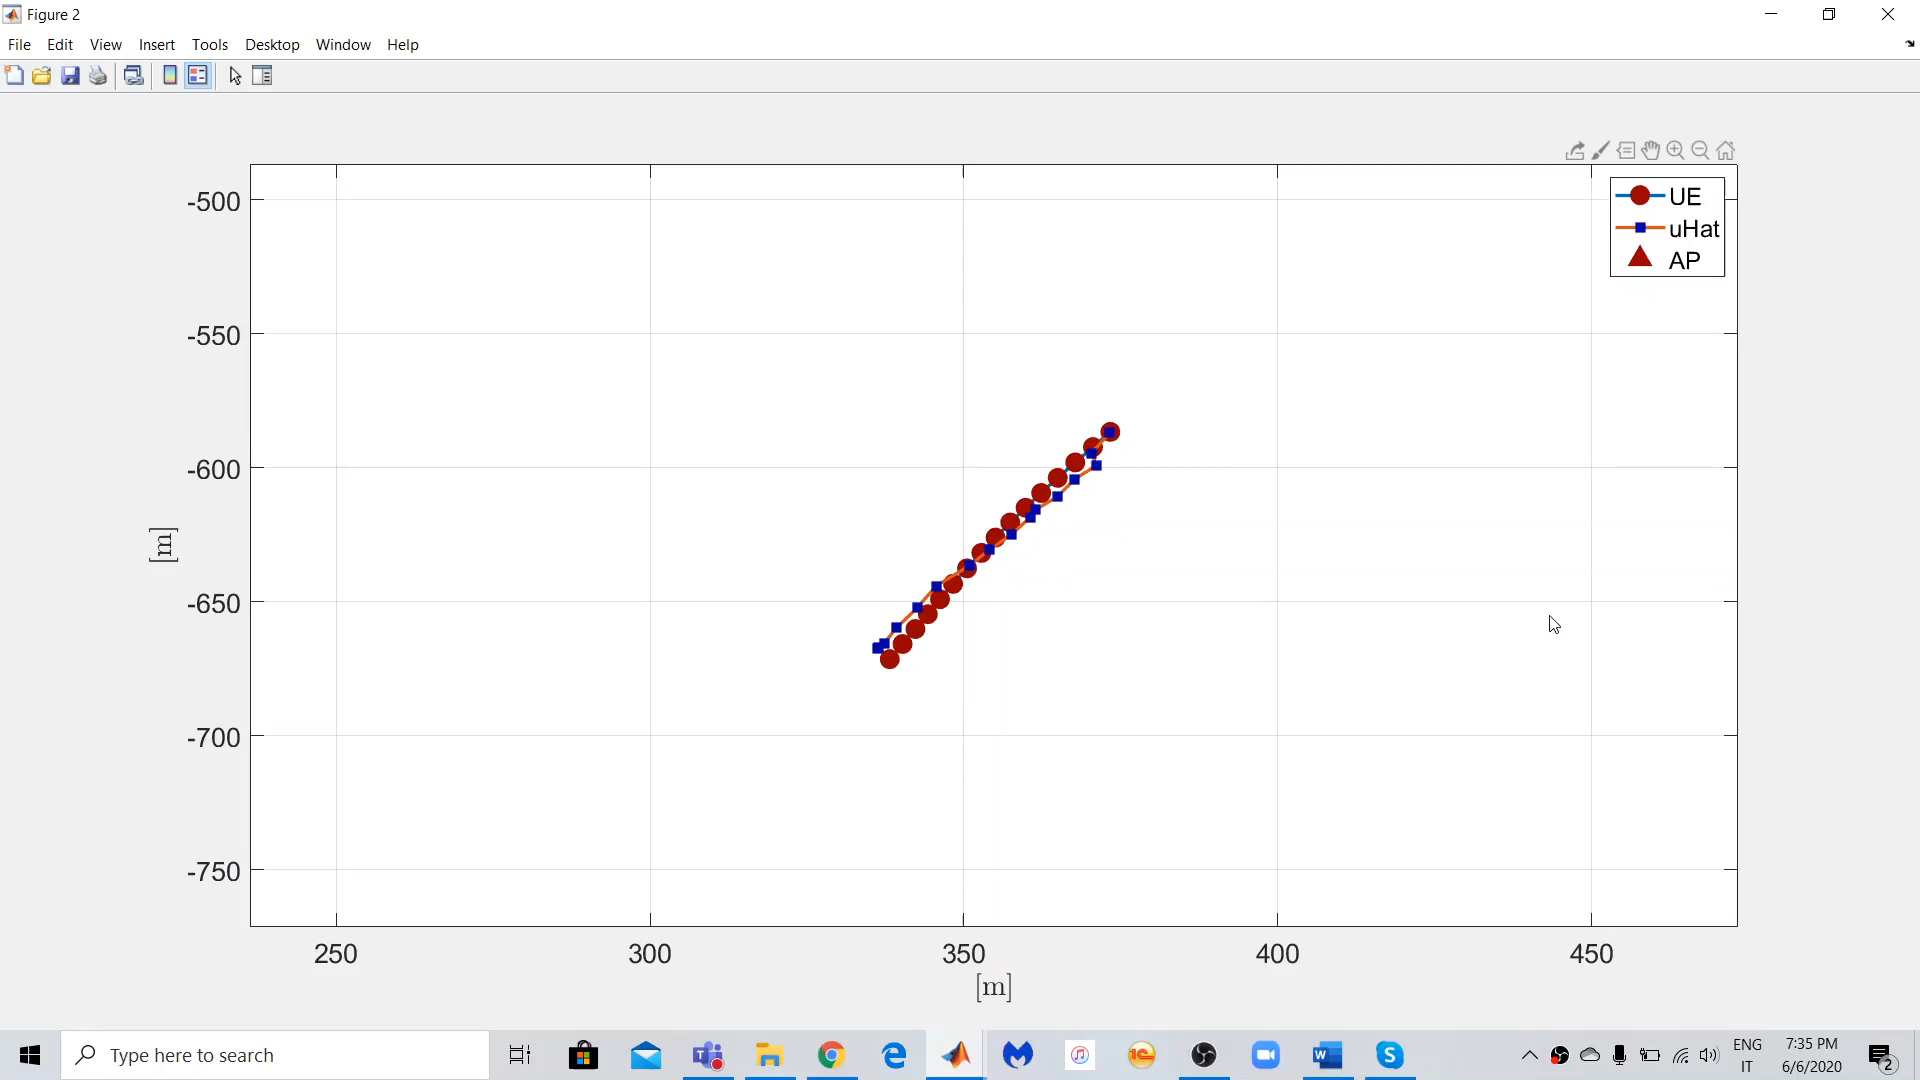 Figure 2
File Edit View Insert Tools Desktop Window Help
UE
uHat
AP
-500
-550
-600
-650
-700
-750
[m]
250 300 350 400 450
[m]
Type here to search
ENG
IT
7:35 PM
6/6/2020
2